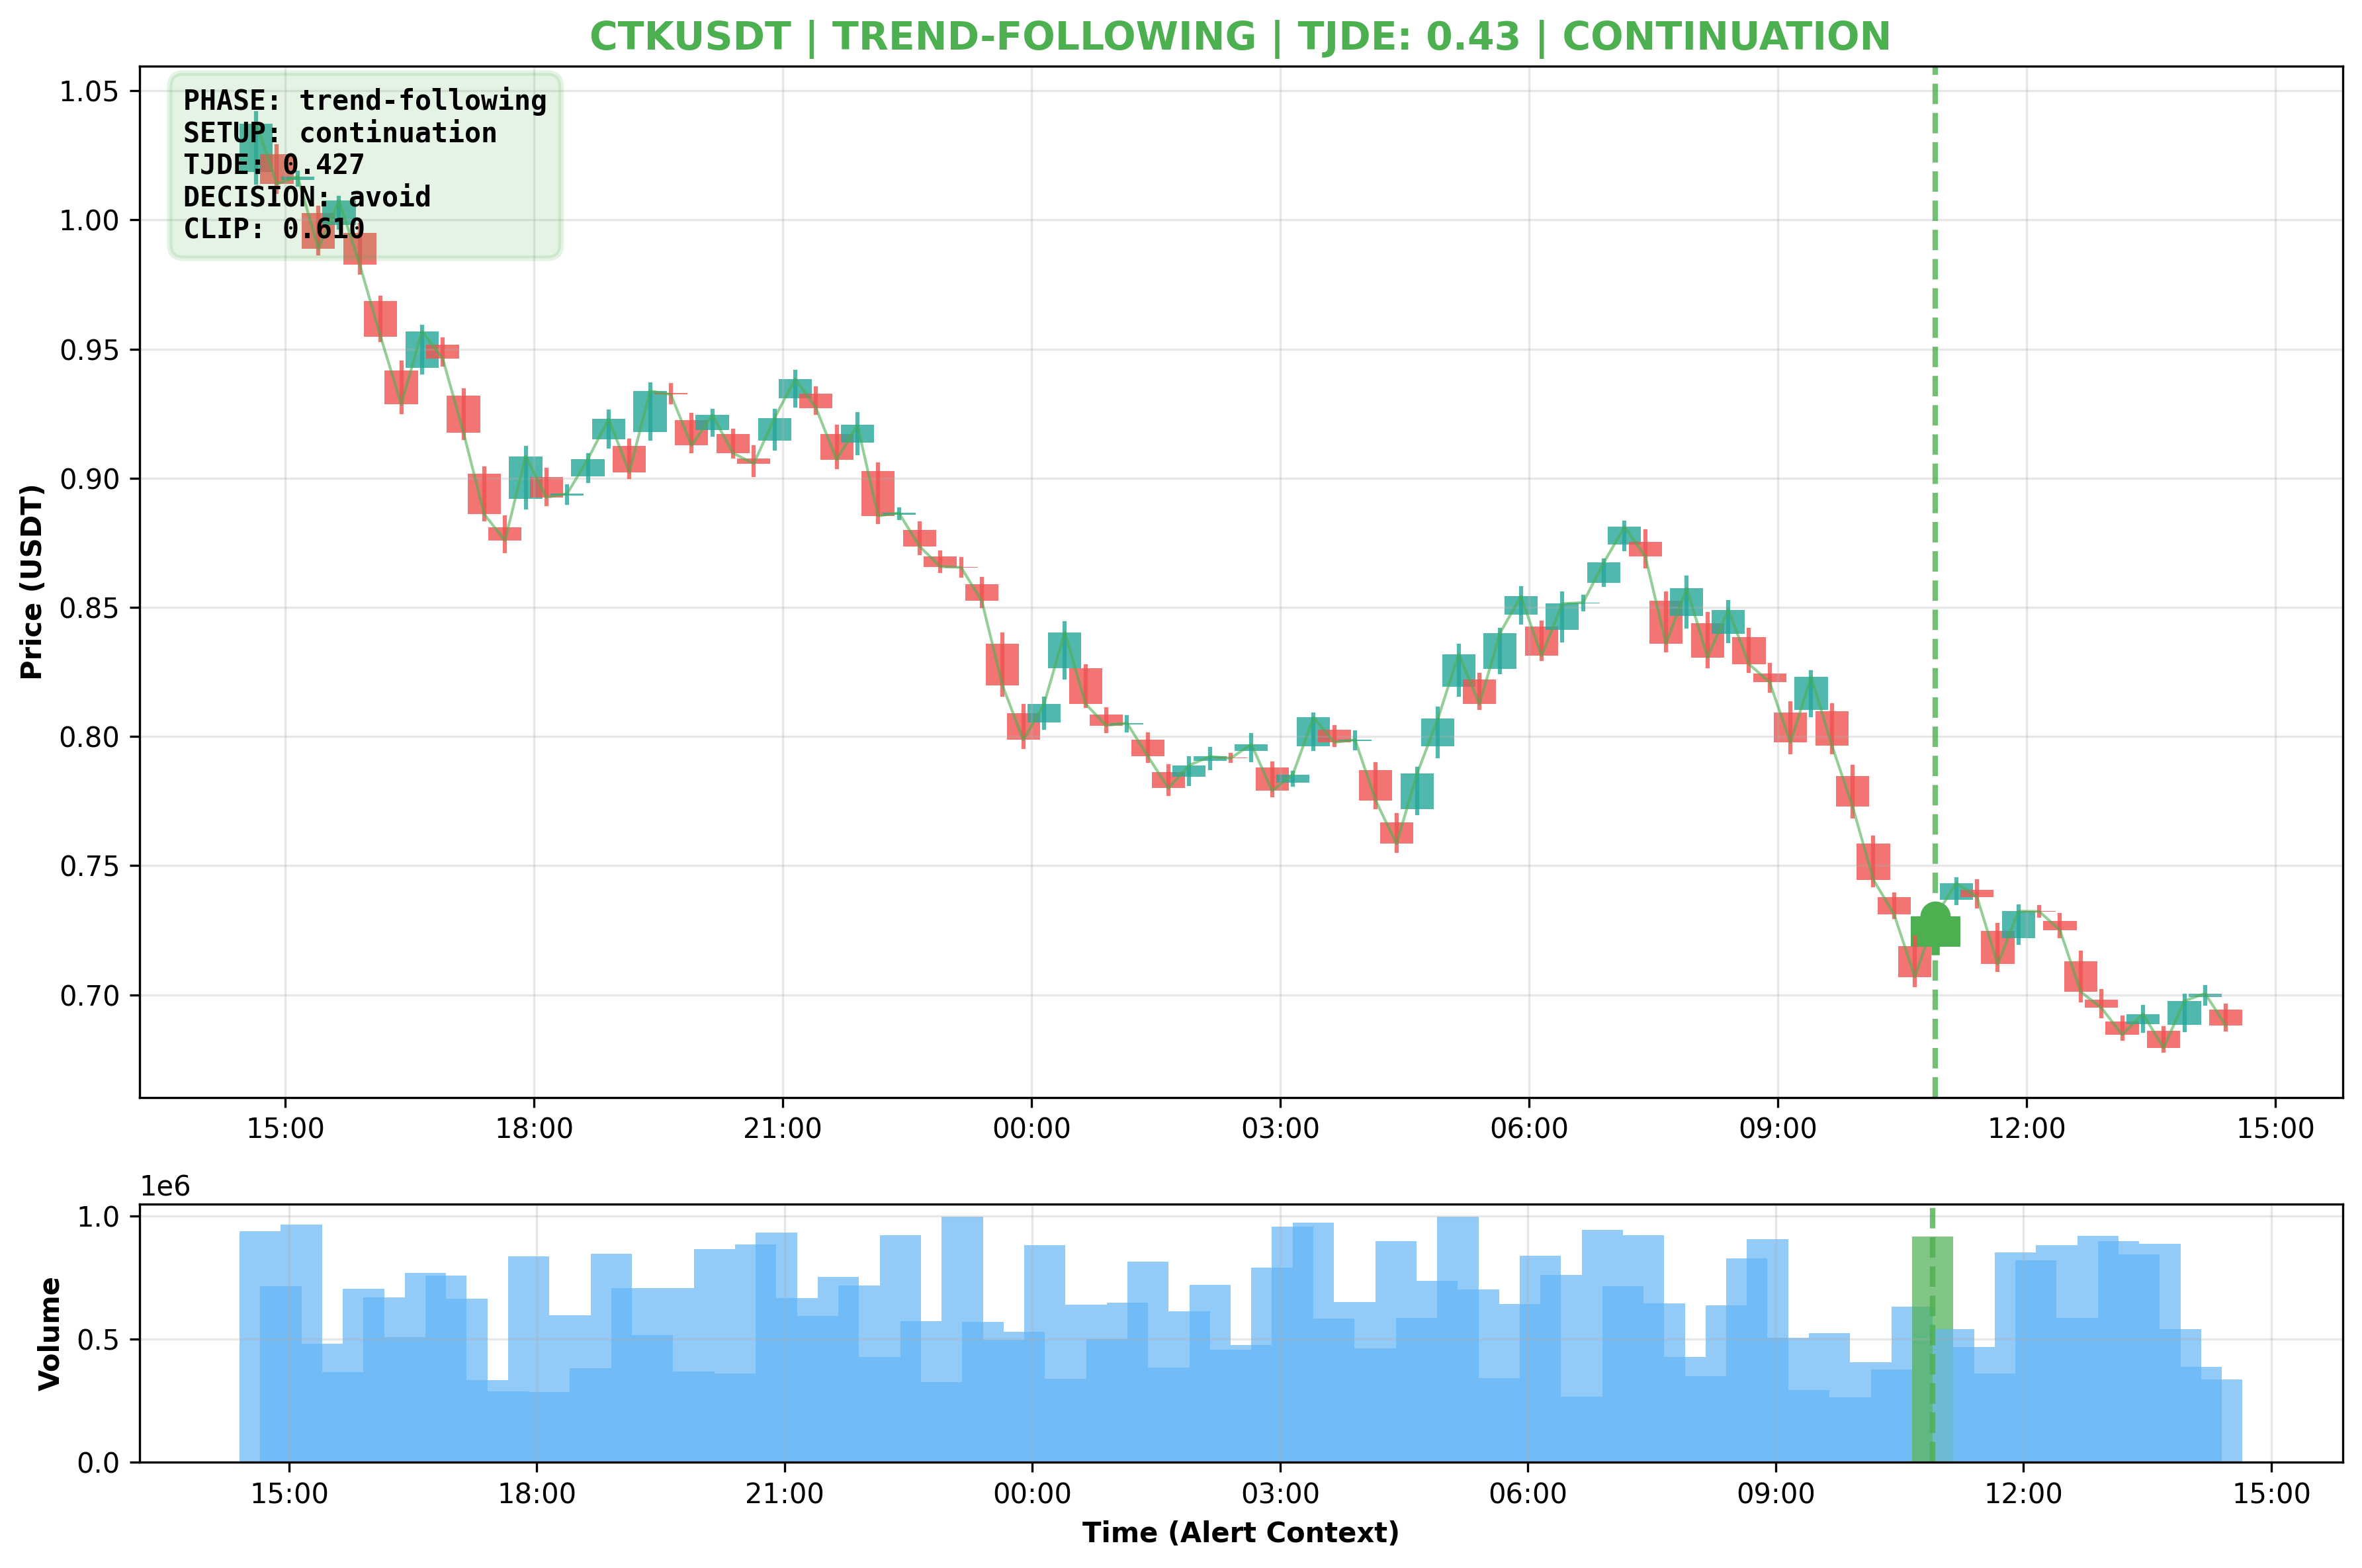 CTKUSDT | TREND-FOLLOWING | TJDE: 0.43 | CONTINUATION
PHASE: trend-following
SETUP: continuation
TJDE: 0.427
DECISION: avoid
CLIP: 0.610
Price (USDT)
1.05
1.00
0.95
0.90
0.85
0.80
0.75
0.70
15:00 18:00 21:00 00:00 03:00 06:00 09:00 12:00 15:00
1e6
Volume
1.0
0.5
0.0
15:00 18:00 21:00 00:00 03:00 06:00 09:00 12:00 15:00
Time (Alert Context)